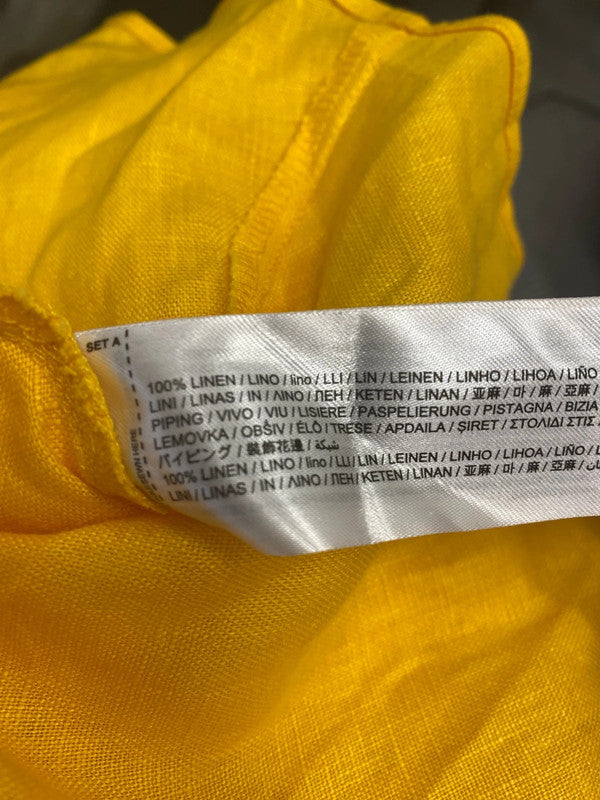 SET A
100% LINEN / LINO / lino / LLI / LIN / LEINEN / LINHO / LIHOA / LIÑO
LINI / LINAS / IN / ΛΙΝΟ / ЛЕН / KETEN / LINAN / 亚麻 / 마 / 麻 / 亞麻 /
PIPING / VIVO / VIU / LISIERE / PASPELIERUNG / PISTAGNA / BIZIA
LEMOVKA / OBŠIV / ÉLŐ / TRESE / APDAILA / ŞIRET / ΣΤΟΛΙΔΙ ΣΤΙΣ
パイピング / 装飾花邊 / شبكة
100% LINEN / LINO / lino / LLI / LIN / LEINEN / LINHO / LIHOA / LIÑO / L
LINI / LINAS / IN / ΛΙΝΟ / ЛЕН / KETEN / LINAN / 亚麻 / 마 / 麻 / 亞麻 /